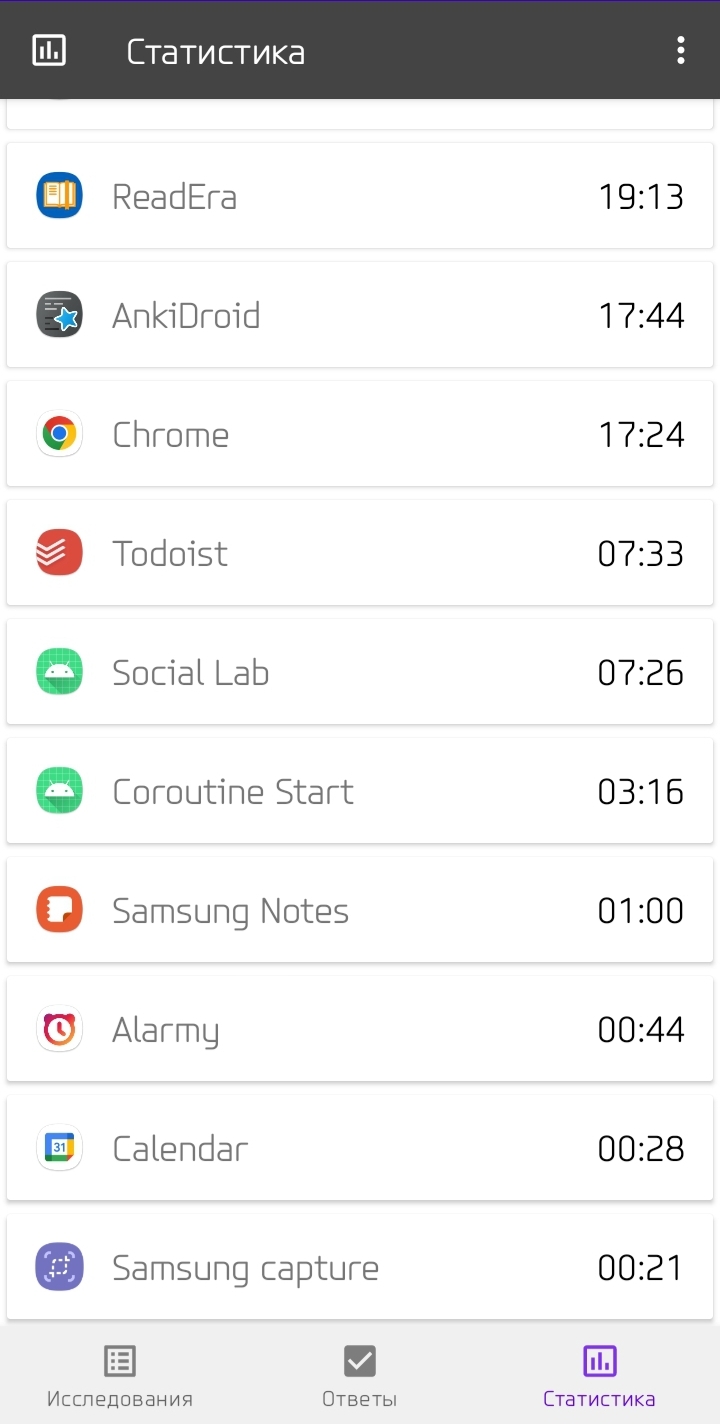 Статистика
ReadEra 19:13
AnkiDroid 17:44
Chrome 17:24
Todoist 07:33
Social Lab 07:26
Coroutine Start 03:16
Samsung Notes 01:00
Alarmy 00:44
31
Calendar 00:28
Samsung capture 00:21
Исследования Ответы Статистика